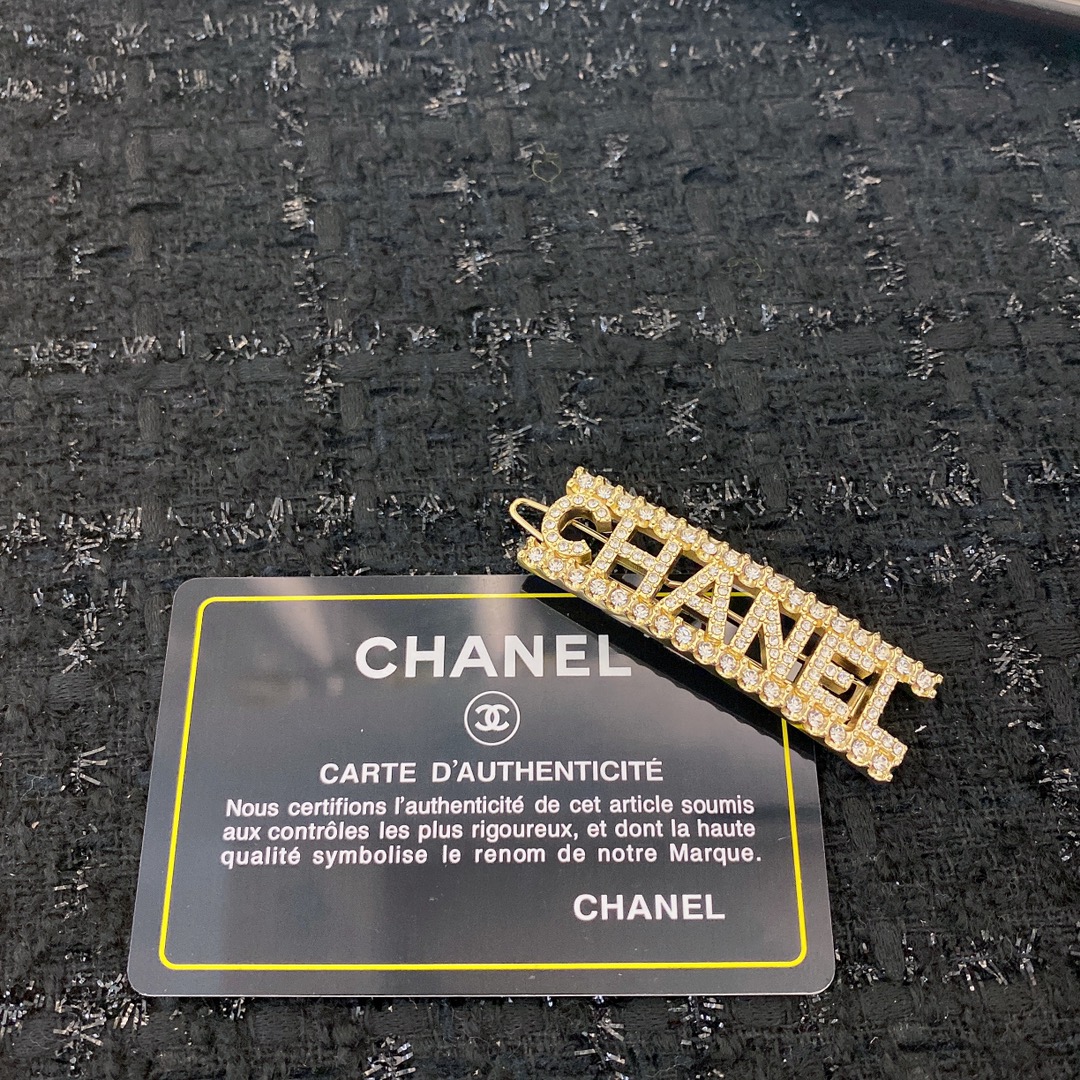 CHANEL
CHANEL
CARTE D'AUTHENTICITÉ
Nous certifions l'authenticité de cet article soumis
aux contrôles les plus rigoureux, et dont la haute
qualité symbolise le renom de notre Marque.
CHANEL